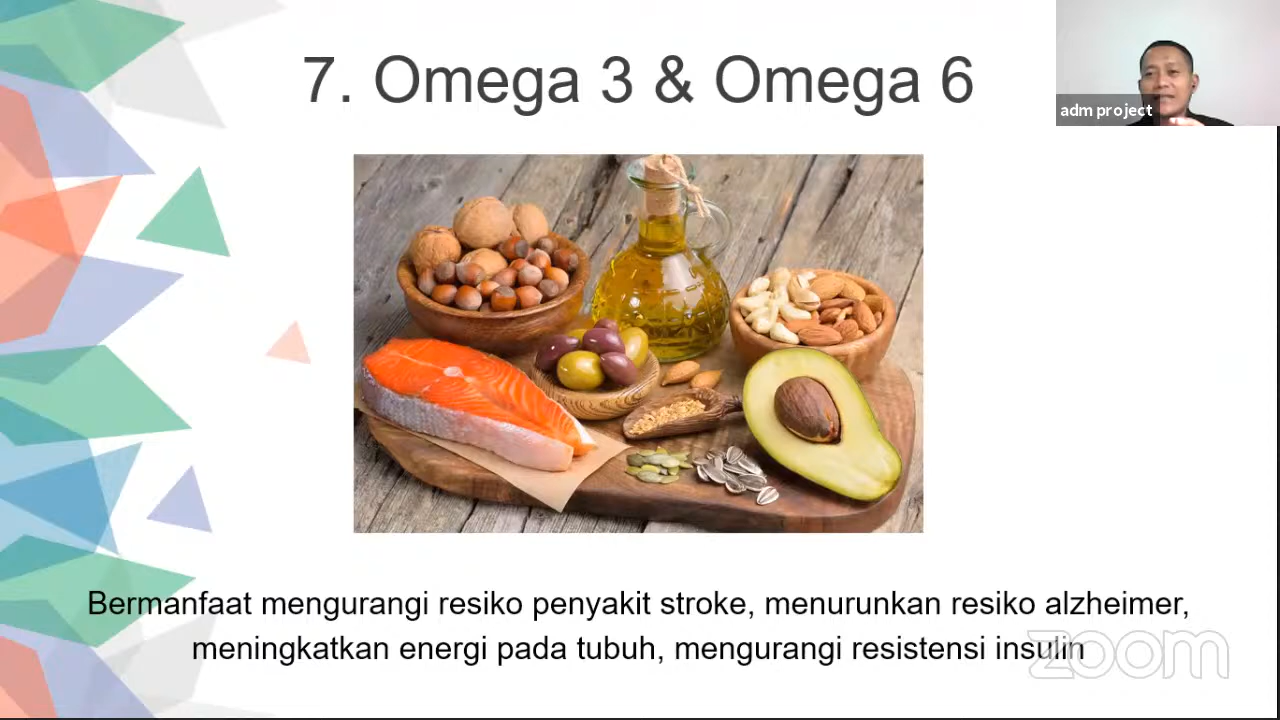 7. Omega 3 & Omega 6
adm project
Bermanfaat mengurangi resiko penyakit stroke, menurunkan resiko alzheimer,
meningkatkan energi pada tubuh, mengurangi resistensi insulin
zoom